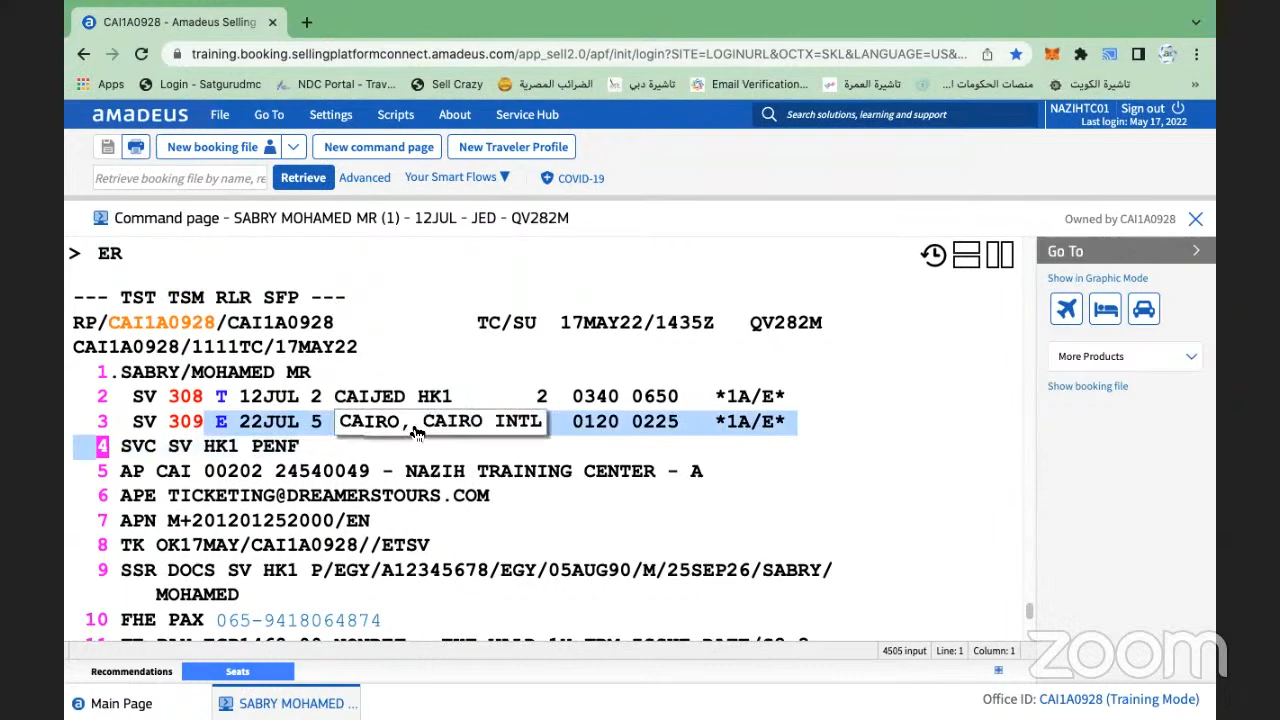 CAI1A0928 - Amadeus Selling
training.booking.sellingplatformconnect.amadeus.com/app_sell2.0/apf/init/login?SITE=LOGINURL&OCTX=SKL&LANGUAGE=US&...
Apps Login - Satgurudmc NDC Portal - Trav... Sell Crazy الضرائب المصرية تاشيرة دبي Email Verification... تاشيرة العمرة منصات الحكومات ا... تاشيرة الكويت »
amadeus File Go To Settings Scripts About Service Hub Search solutions, learning and support NAZIHTC01 Sign out
Last login: May 17, 2022
New booking file New command page New Traveler Profile
Retrieve booking file by name, re Retrieve Advanced Your Smart Flows COVID-19
Command page - SABRY MOHAMED MR (1) - 12JUL - JED - QV282M Owned by CAI1A0928
> ER
Go To
--- TST TSM RLR SFP ---
Show in Graphic Mode
RP/CAI1A0928/CAI1A0928 TC/SU 17MAY22/1435Z QV282M
CAI1A0928/1111TC/17MAY22
More Products
1.SABRY/MOHAMED MR
Show booking file
2 SV 308 T 12JUL 2 CAIJED HK1 2 0340 0650 *1A/E*
3 SV 309 E 22JUL 5 CAIRO, CAIRO INTL 0120 0225 *1A/E*
4 SVC SV HK1 PENF
5 AP CAI 00202 24540049 - NAZIH TRAINING CENTER - A
6 APE TICKETING@DREAMERSTOURS.COM
7 APN M+201201252000/EN
8 TK OK17MAY/CAI1A0928//ETSV
9 SSR DOCS SV HK1 P/EGY/A12345678/EGY/05AUG90/M/25SEP26/SABRY/
MOHAMED
10 FHE PAX 065-9418064874
4505 input Line: 1 Column: 1
zoom
Recommendations Seats
Main Page SABRY MOHAMED ... Office ID: CAI1A0928 (Training Mode)